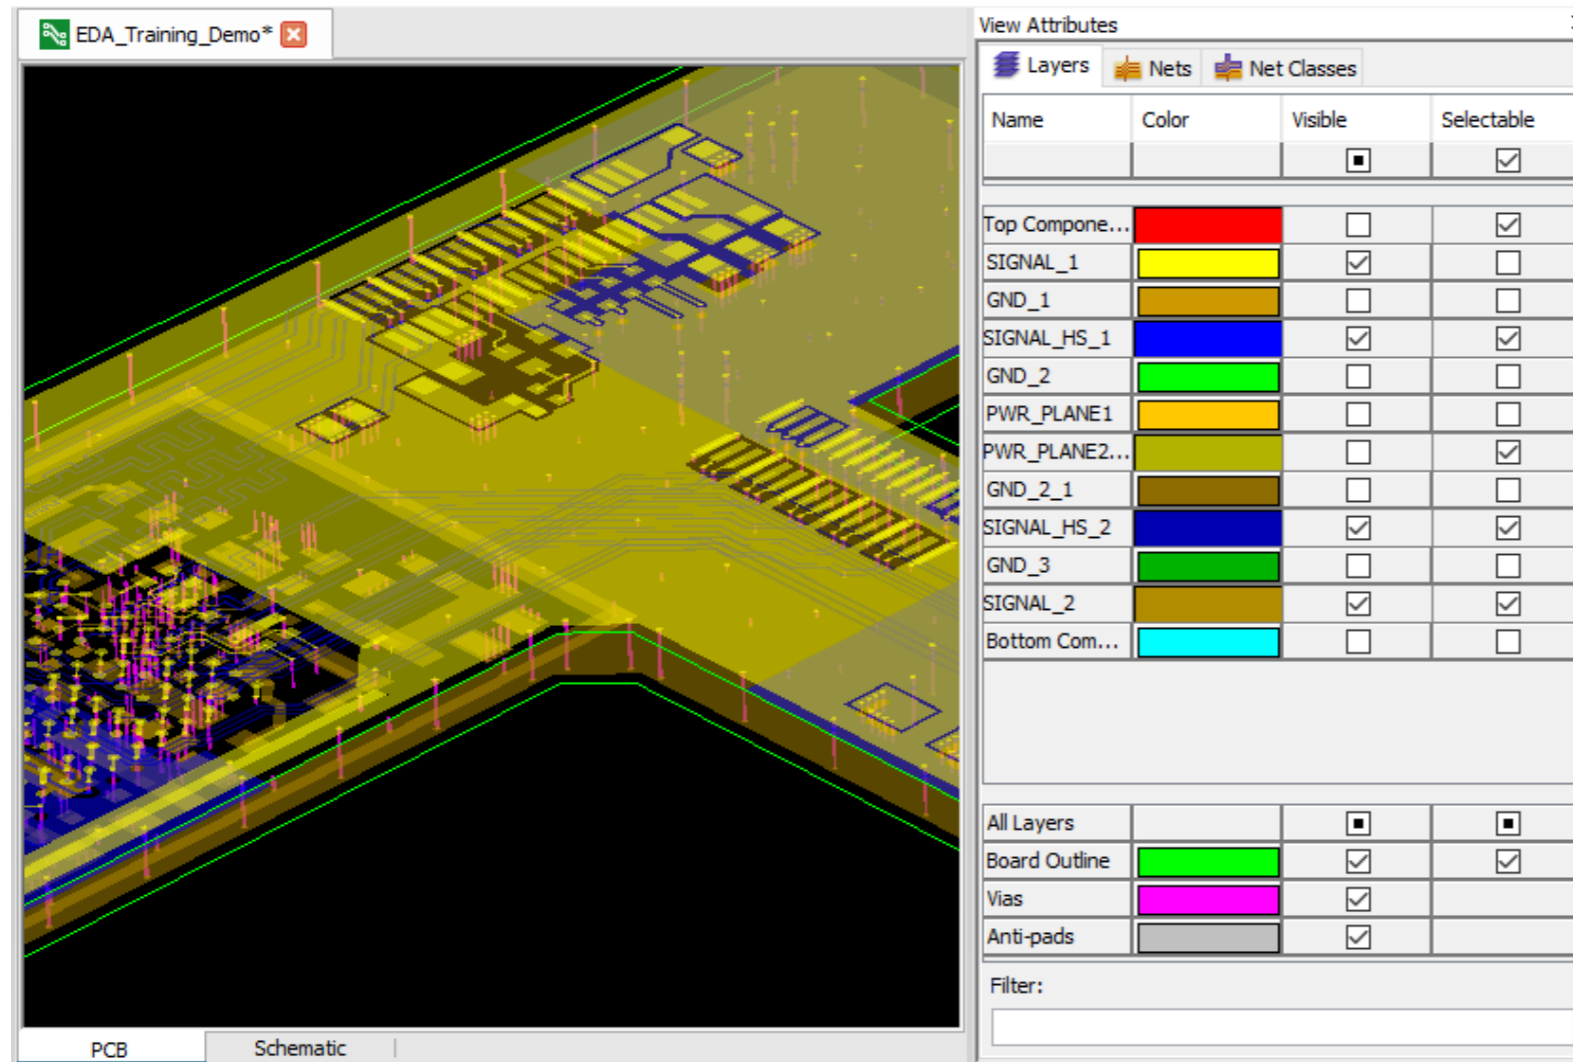 EDA_Training_Demo*
View Attributes
Layers Nets Net Classes
Name Color Visible Selectable
Top Compone...
SIGNAL_1
GND_1
SIGNAL_HS_1
GND_2
PWR_PLANE1
PWR_PLANE2...
GND_2_1
SIGNAL_HS_2
GND_3
SIGNAL_2
Bottom Com...
All Layers
Board Outline
Vias
Anti-pads
Filter:
PCB Schematic